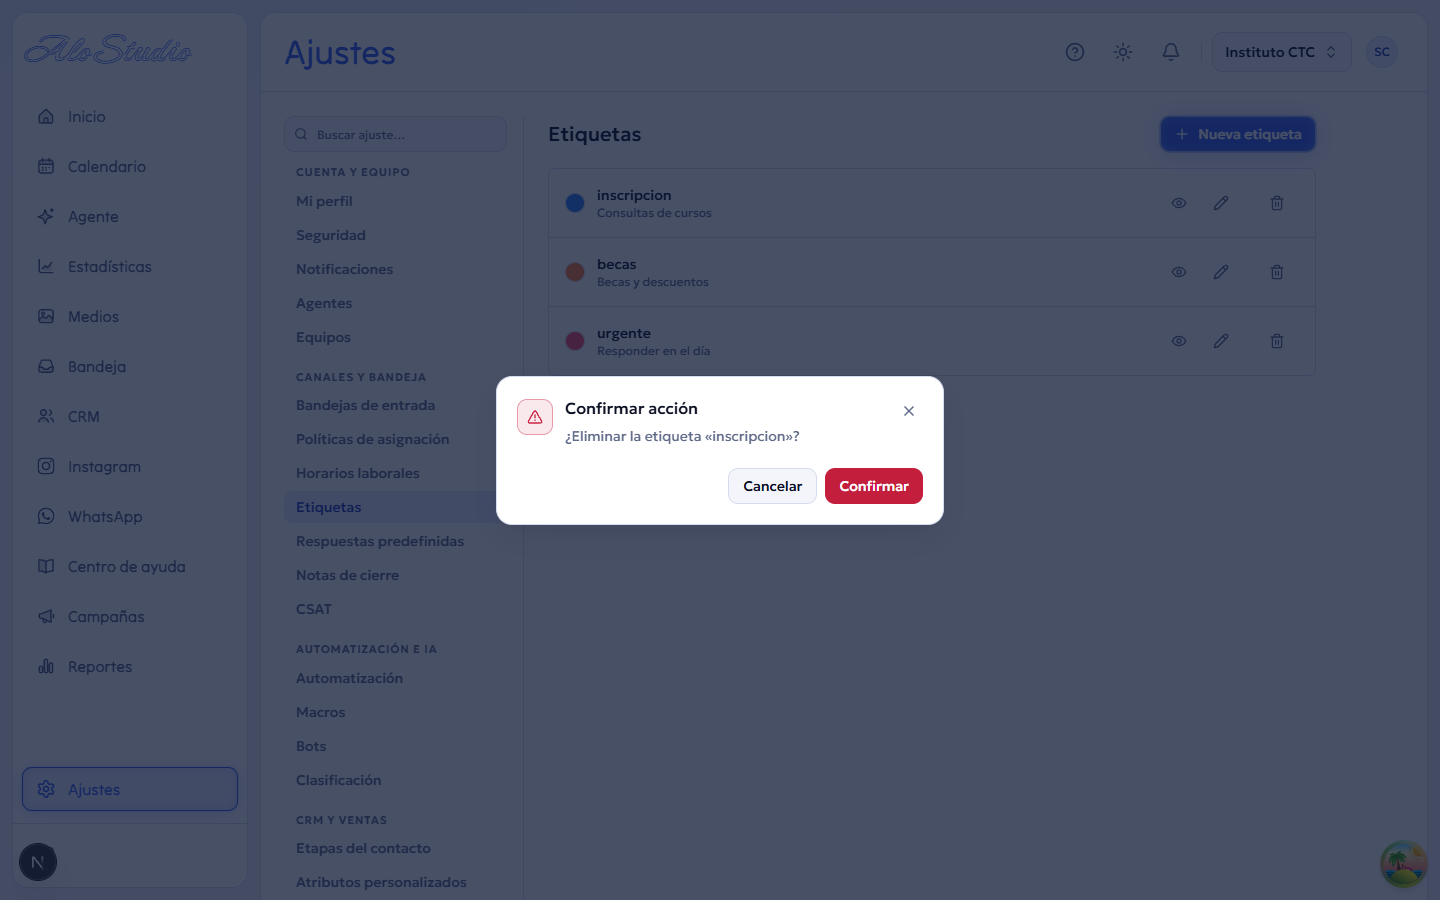 Alo Studio
Inicio
Calendario
Agente
Estadísticas
Medios
Bandeja
CRM
Instagram
WhatsApp
Centro de ayuda
Campañas
Reportes
Ajustes
N
Ajustes
Instituto CTC
SC
Buscar ajuste...
CUENTA Y EQUIPO
Mi perfil
Seguridad
Notificaciones
Agentes
Equipos
CANALES Y BANDEJA
Bandejas de entrada
Políticas de asignación
Horarios laborales
Etiquetas
Respuestas predefinidas
Notas de cierre
CSAT
AUTOMATIZACIÓN E IA
Automatización
Macros
Bots
Clasificación
CRM Y VENTAS
Etapas del contacto
Atributos personalizados
Etiquetas
Nueva etiqueta
inscripcion
Consultas de cursos
becas
Becas y descuentos
urgente
Responder en el día
Confirmar acción
¿Eliminar la etiqueta «inscripcion»?
Cancelar
Confirmar